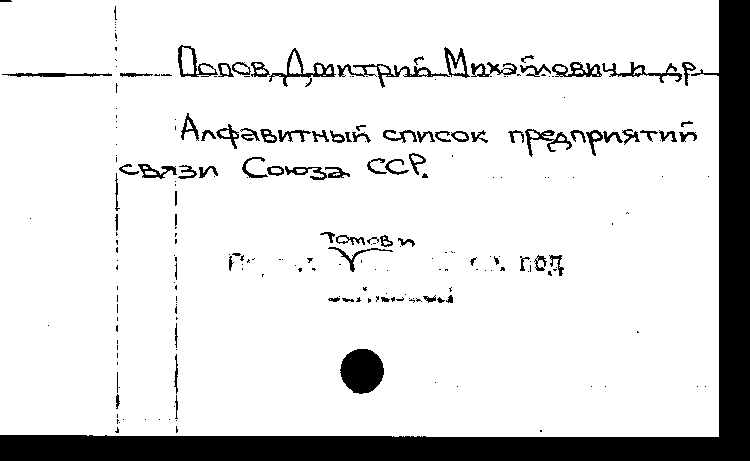 Попов, Дмитрий Михайлович и др.
Алфавитный список предприятий
связи Союза ССР.
томов и
под